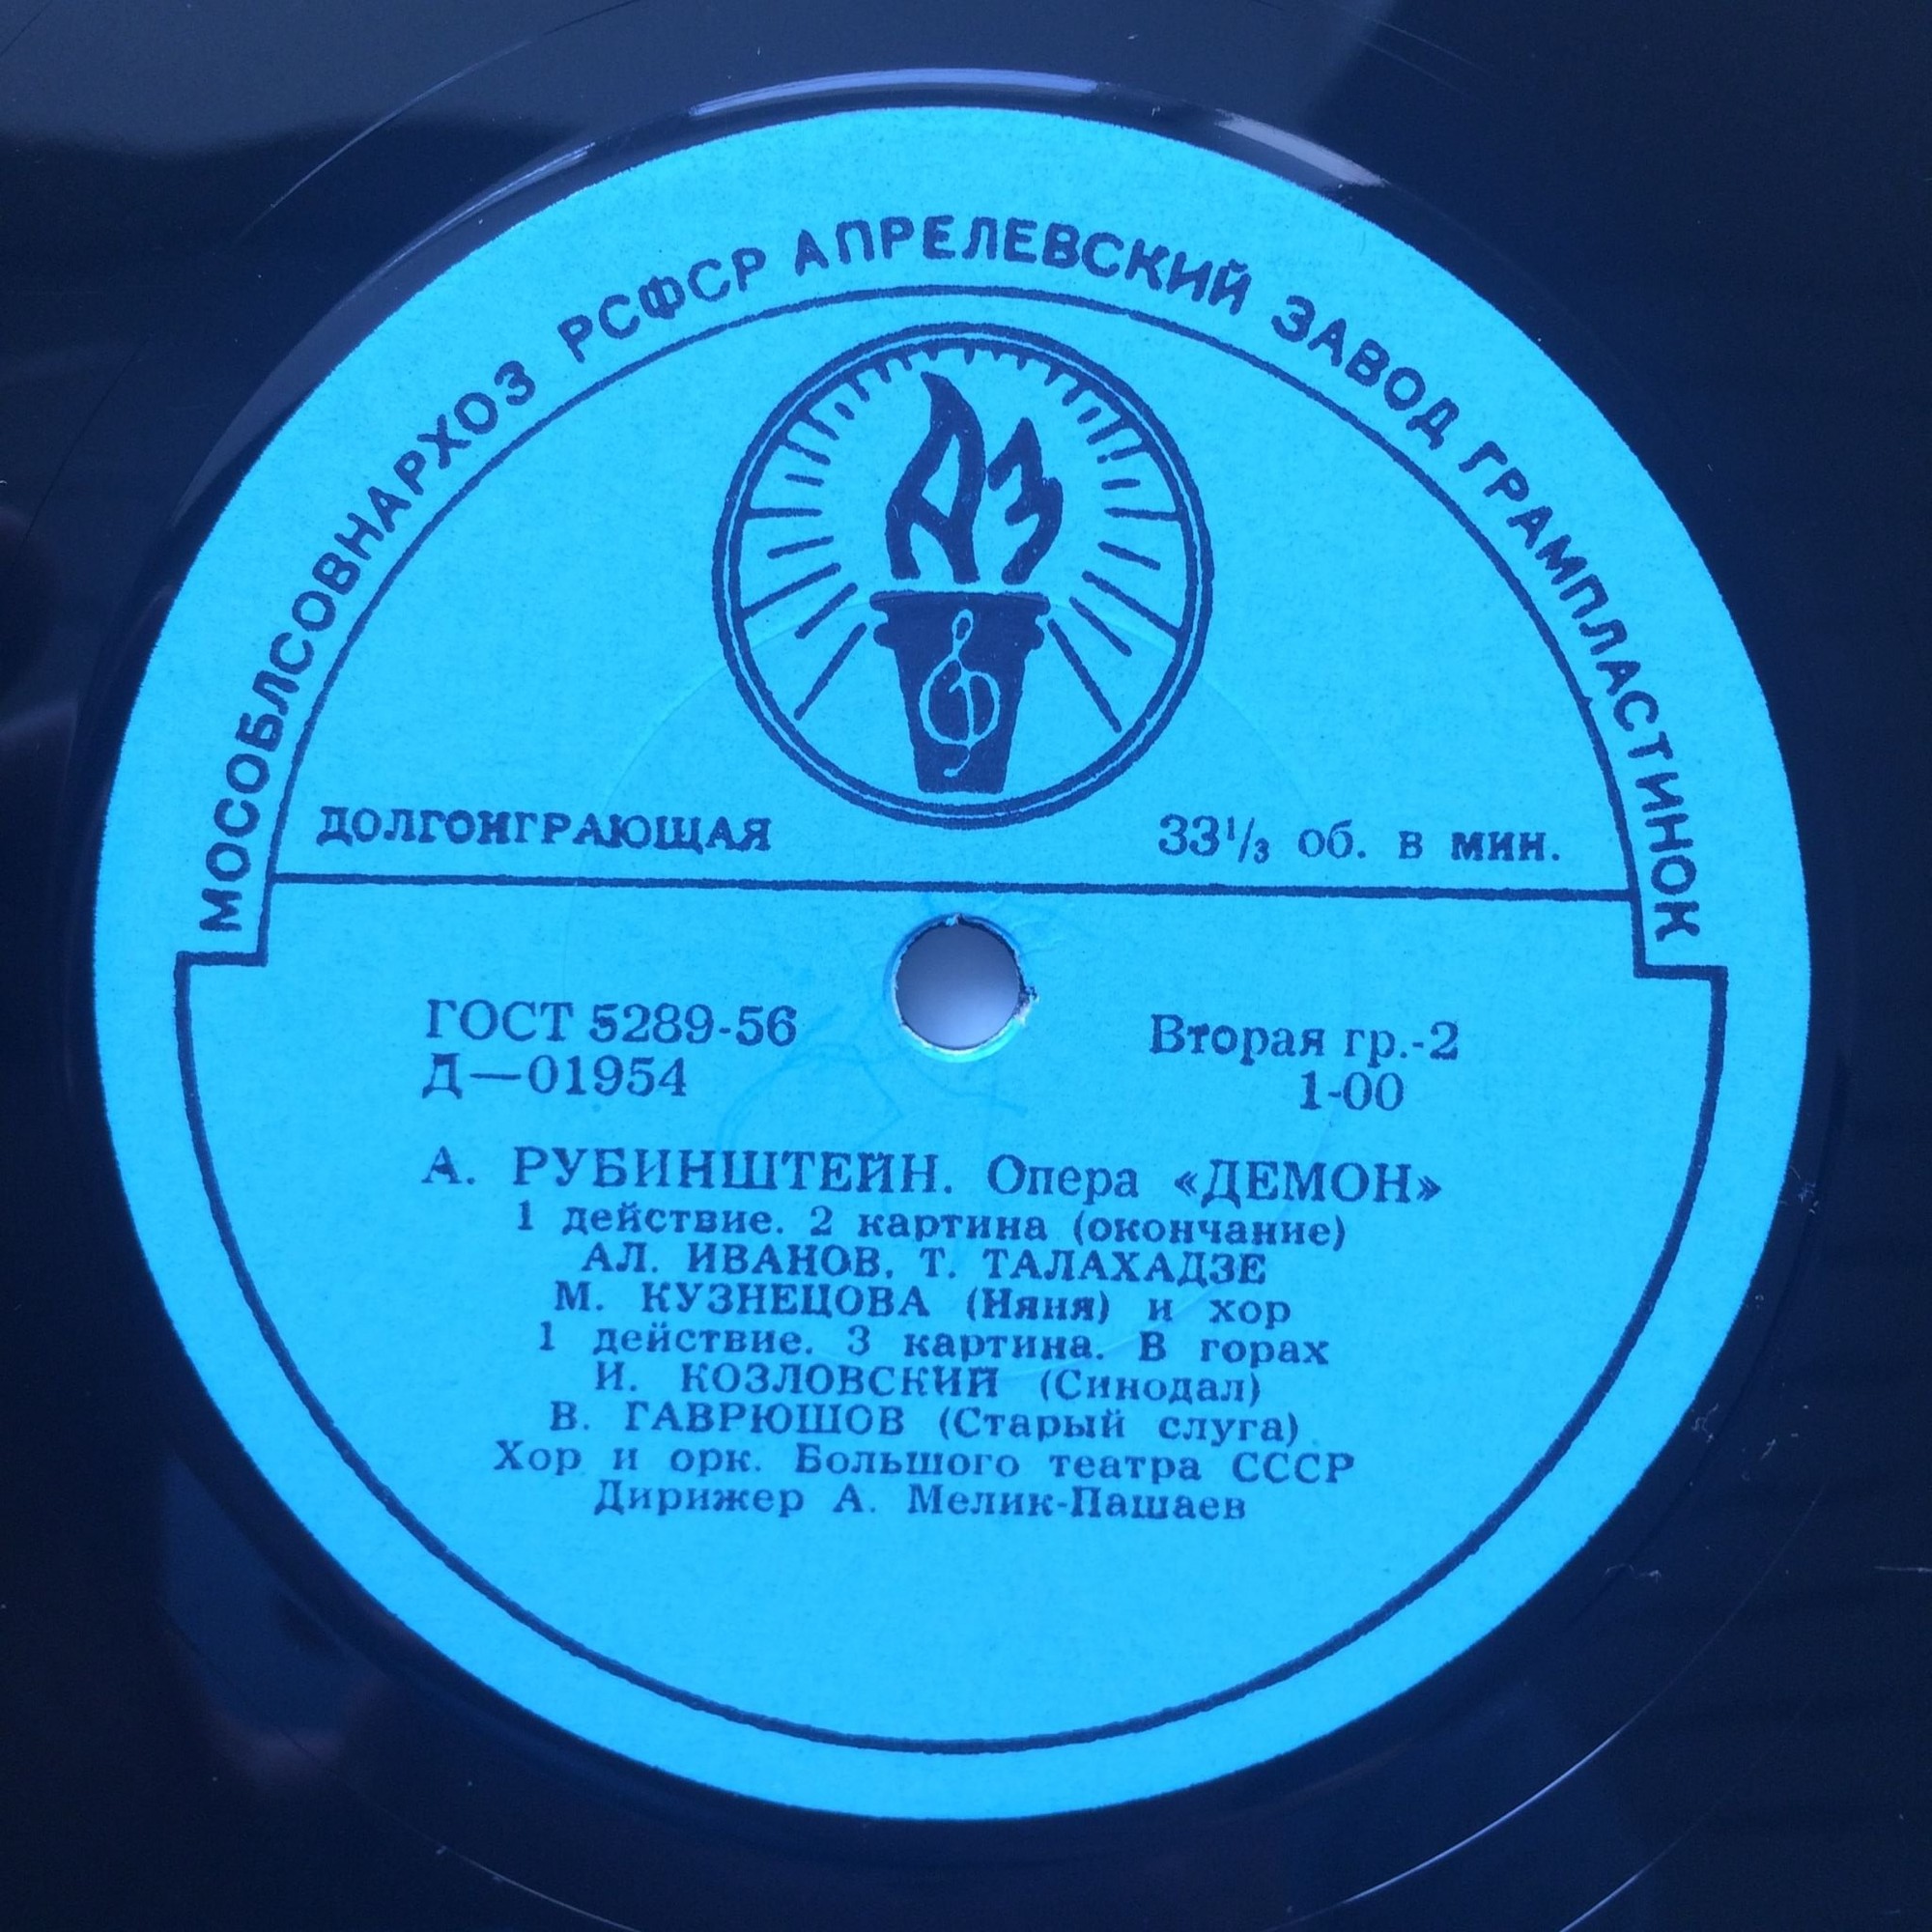 МОСОБЛСОВНАРХОЗ РСФСР АПРЕЛЕВСКИЙ ЗАВОД ГРАМПЛАСТИНОК
АЗ
ДОЛГОИГРАЮЩАЯ 33⅓ об. в мин.
ГОСТ 5289-56 Вторая гр.-2
Д—01954 1-00
А. РУБИНШТЕЙН. Опера «ДЕМОН»
1 действие. 2 картина (окончание)
АЛ. ИВАНОВ, Т. ТАЛАХАДЗЕ
М. КУЗНЕЦОВА (Няня) и хор
1 действие. 3 картина. В горах
И. КОЗЛОВСКИЙ (Синодал)
В. ГАВРЮШОВ (Старый слуга)
Хор и орк. Большого театра СССР
Дирижер А. Мелик-Пашаев